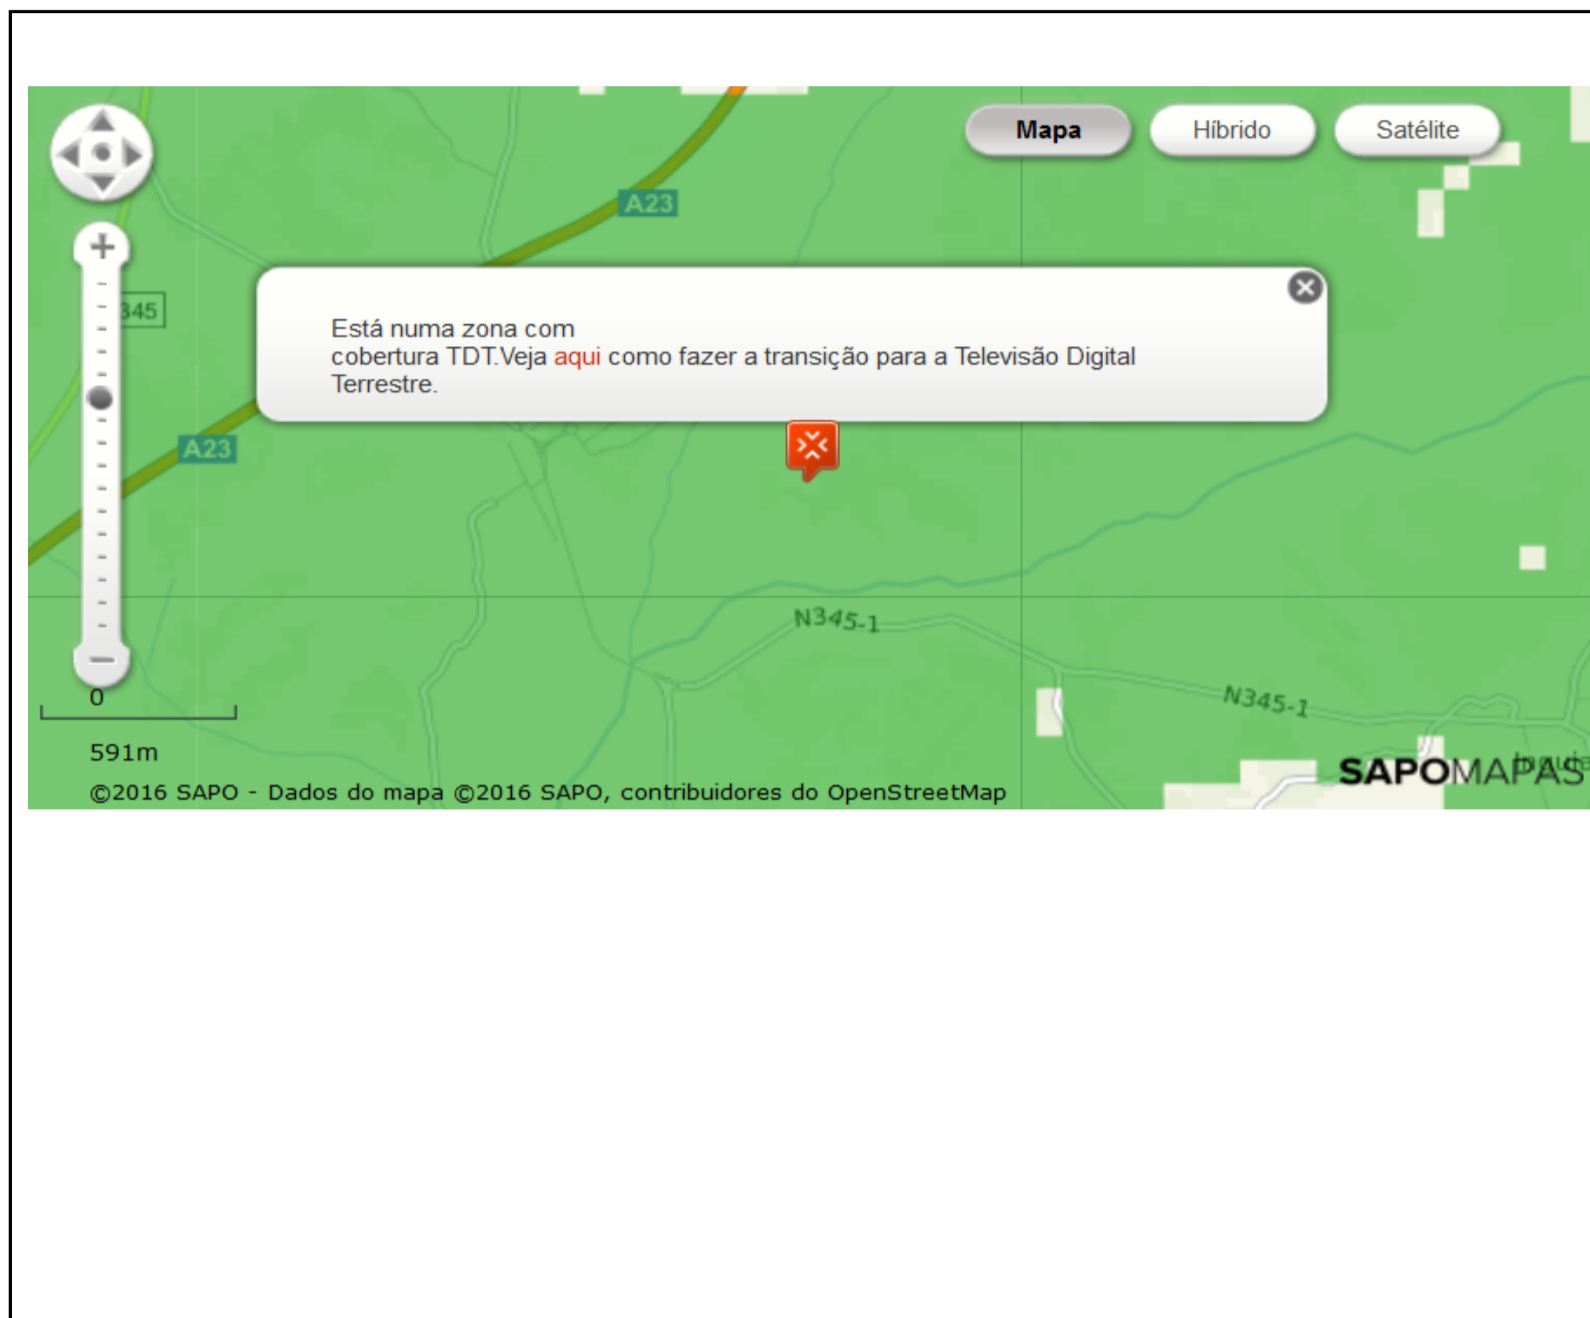 Mapa
Híbrido
Satélite
A23
345
Está numa zona com
cobertura TDT.Veja aqui como fazer a transição para a Televisão Digital
Terrestre.
A23
N345-1
N345-1
0
591m
SAPOMAPAS
©2016 SAPO - Dados do mapa ©2016 SAPO, contribuidores do OpenStreetMap